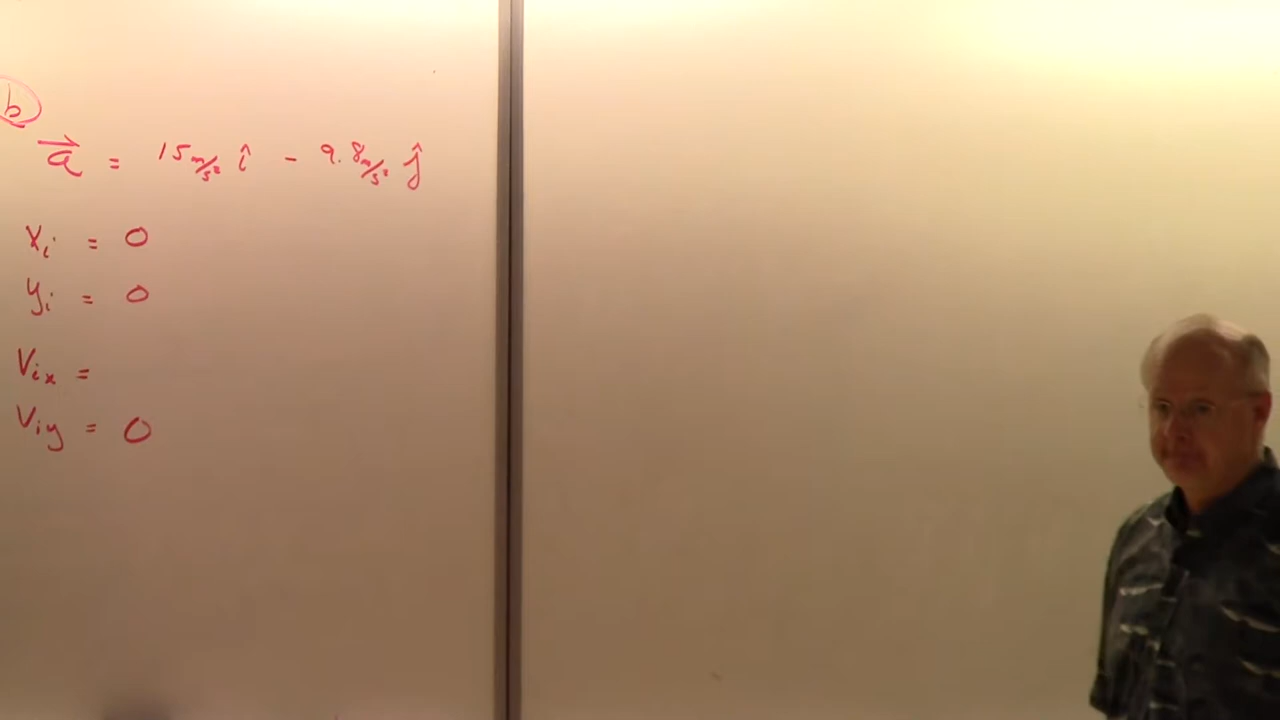 b
a⃗ = 15 m/s² î - 9.8 m/s² ĵ
xᵢ = 0
yᵢ = 0
Vᵢₓ =
Viy = 0